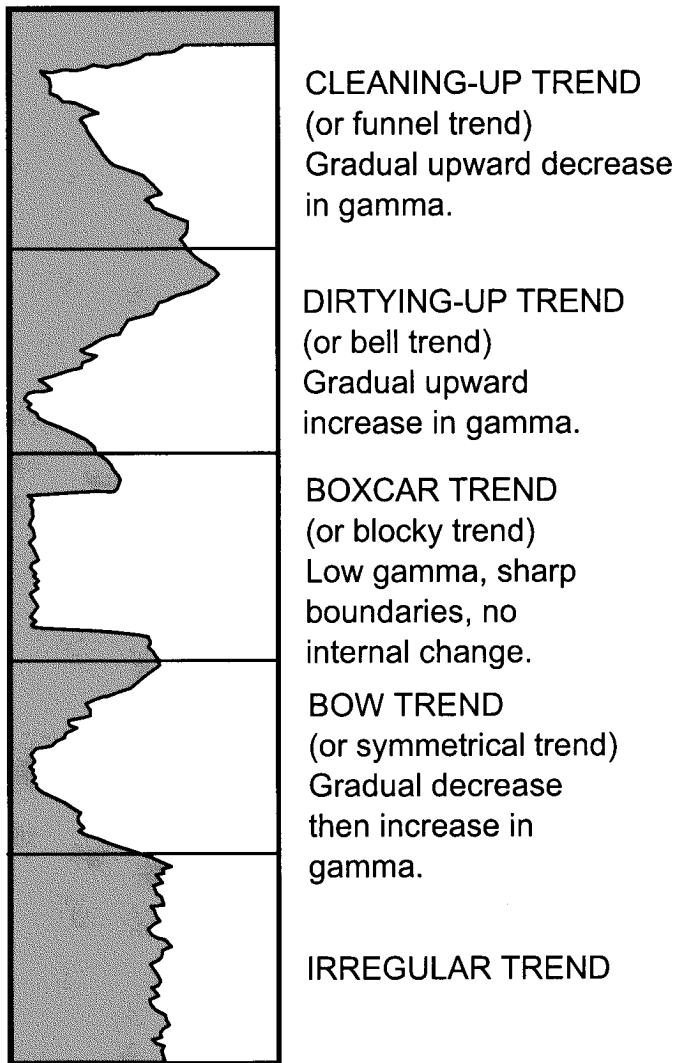 CLEANING-UP TREND
(or funnel trend)
Gradual upward decrease
in gamma.
DIRTYING-UP TREND
(or bell trend)
Gradual upward
increase in gamma.
BOXCAR TREND
(or blocky trend)
Low gamma, sharp
boundaries, no
internal change.
BOW TREND
(or symmetrical trend)
Gradual decrease
then increase in
gamma.
IRREGULAR TREND